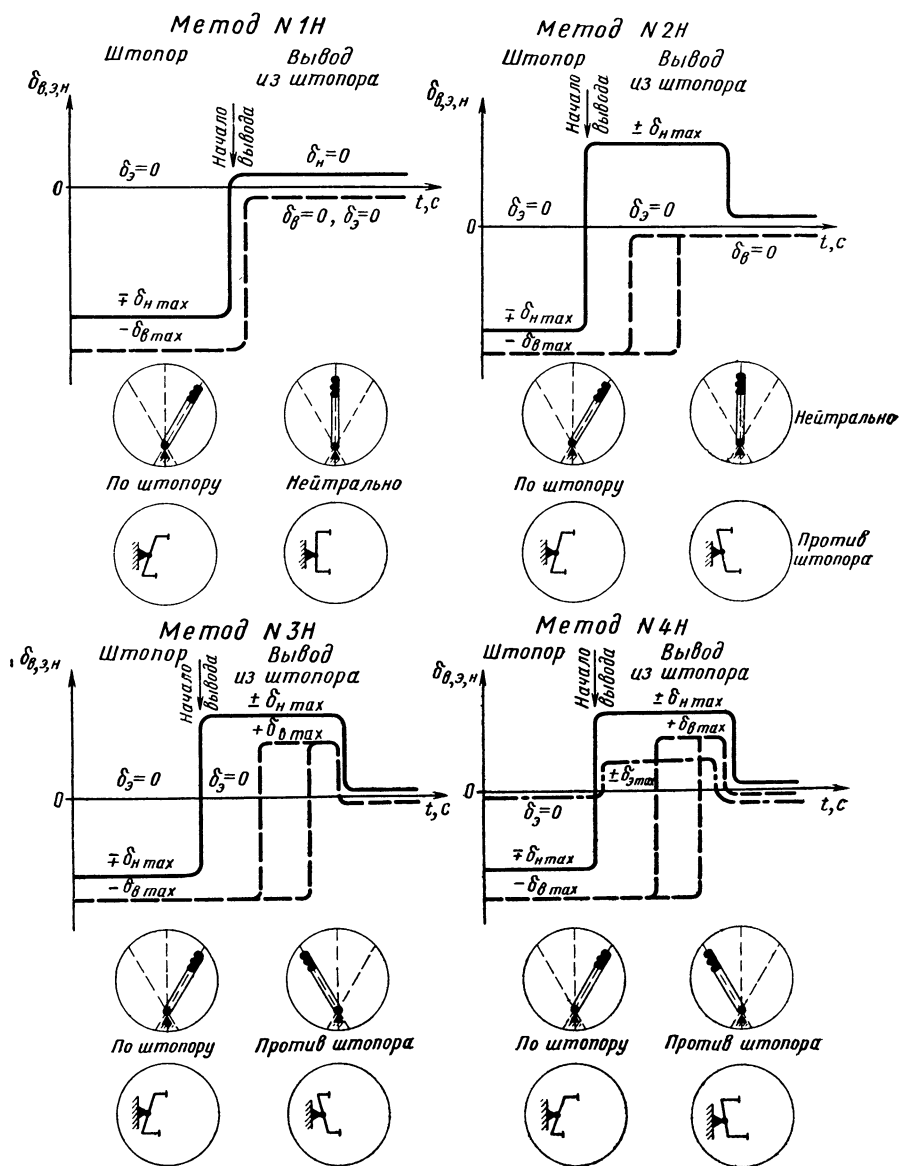 Метод N 1Н
Штопор
Вывод
из штопора
δв,э,н
Начало
вывода
δэ=0
δн=0
0
t,c
δв=0, δэ=0
∓ δн max
− δв max
По штопору
Нейтрально
Метод N 2Н
Штопор
Вывод
из штопора
δв,э,н
Начало
вывода
± δн max
δэ=0
δэ=0
0
t,c
δв=0
∓ δн max
− δв max
Нейтрально
По штопору
Против
штопора
Метод N 3Н
Штопор
Вывод
из штопора
δв,э,н
Начало
вывода
± δн max
+ δв max
δэ=0
δэ=0
0
t,c
∓ δн max
− δв max
По штопору
Против штопора
Метод N 4Н
Штопор
Вывод
из штопора
δв,э,н
Начало
вывода
± δн max
+ δв max
± δэ max
0
δэ=0
t,c
∓ δн max
− δв max
По штопору
Против штопора